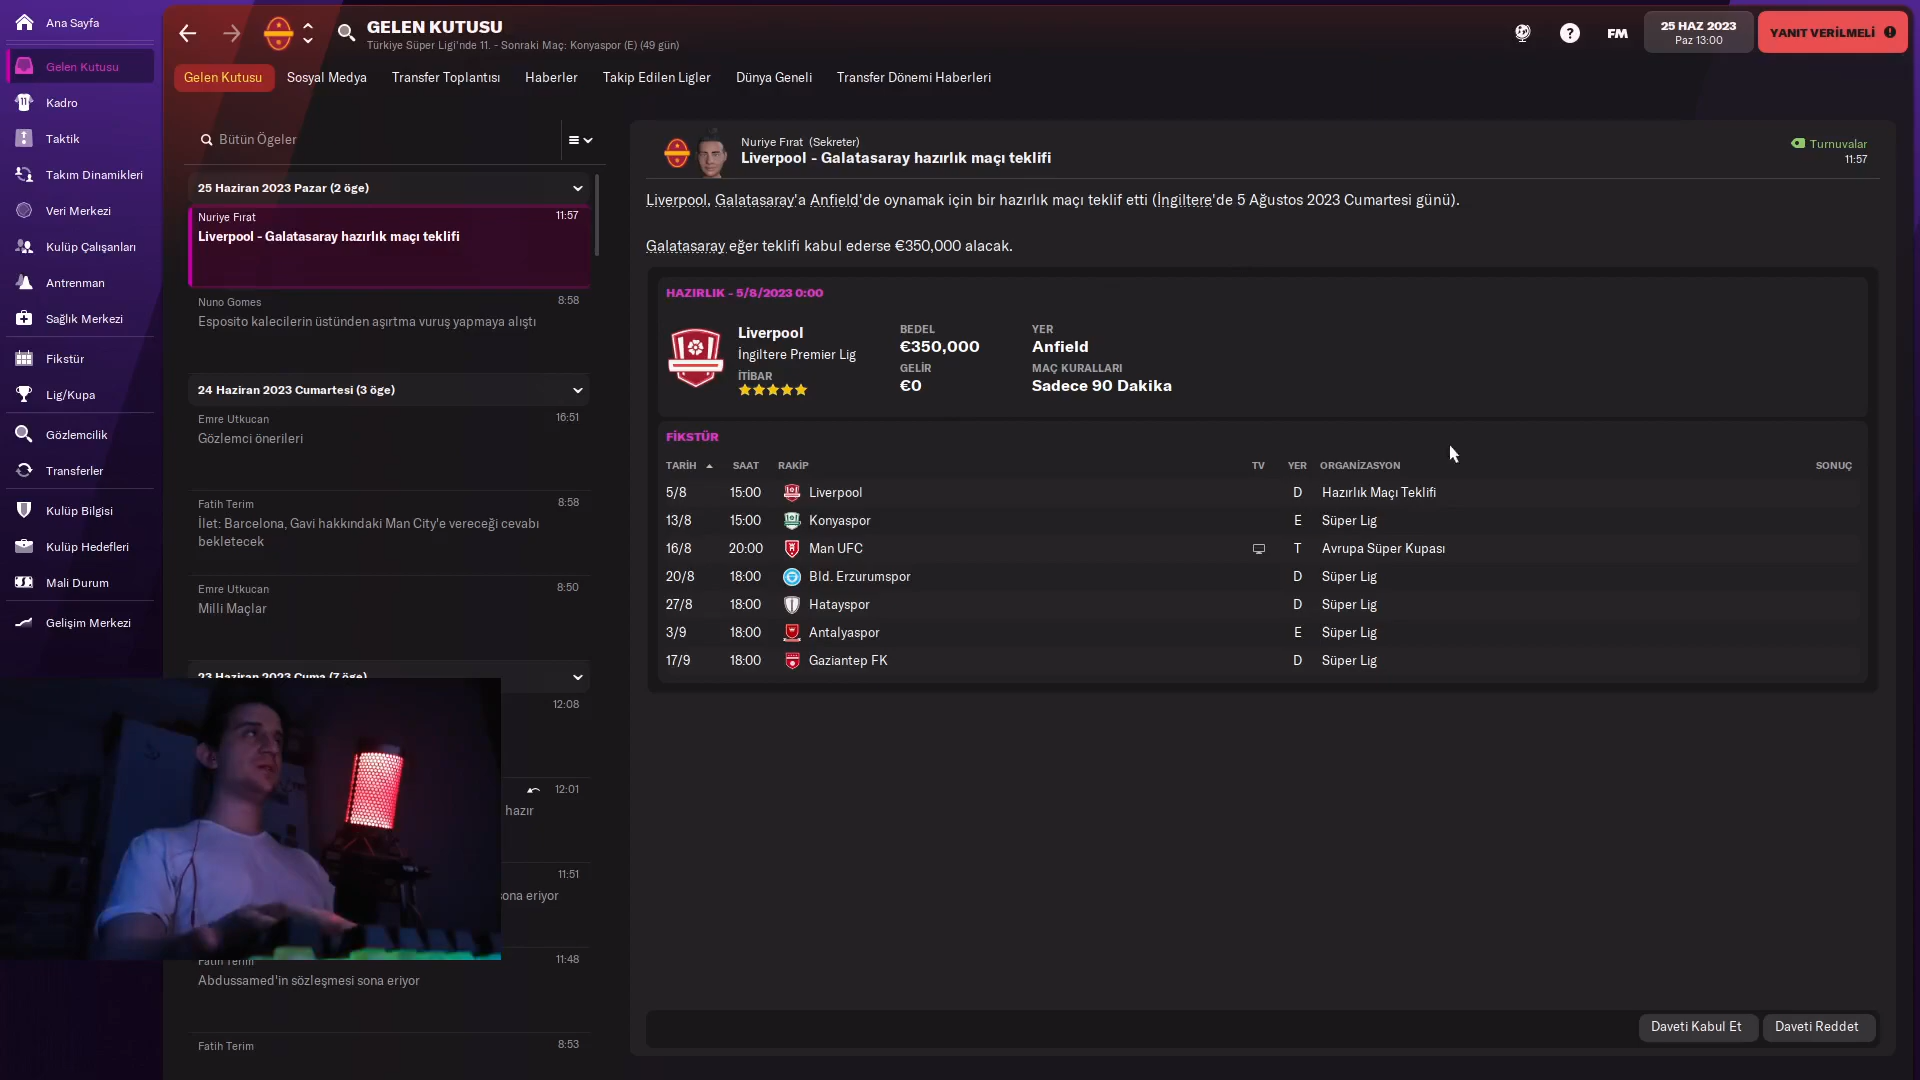 Ana Sayfa
Gelen Kutusu
Kadro
Taktik
Takım Dinamikleri
Veri Merkezi
Kulüp Çalışanları
Antrenman
Sağlık Merkezi
Fikstür
Lig/Kupa
Gözlemcilik
Transferler
Kulüp Bilgisi
Kulüp Hedefleri
Mali Durum
Gelişim Merkezi
GELEN KUTUSU
Türkiye Süper Ligi'nde 11. - Sonraki Maç: Konyaspor (E) (49 gün)
FM
25 HAZ 2023
Paz 13:00
YANIT VERİLMELİ
Gelen Kutusu Sosyal Medya Transfer Toplantısı Haberler Takip Edilen Ligler Dünya Geneli Transfer Dönemi Haberleri
Bütün Ögeler
25 Haziran 2023 Pazar (2 öge)
Nuriye Fırat 11:57
Liverpool - Galatasaray hazırlık maçı teklifi
Nuno Gomes 8:58
Esposito kalecilerin üstünden aşırtma vuruş yapmaya alıştı
24 Haziran 2023 Cumartesi (3 öge)
Emre Utkucan 16:51
Gözlemci önerileri
Fatih Terim 8:58
İlet: Barcelona, Gavi hakkındaki Man City'e vereceği cevabı
bekletecek
Emre Utkucan 8:50
Milli Maçlar
23 Haziran 2023 Cuma (7 öge)
12:08
12:01
hazır
11:51
sona eriyor
Fatih Terim 11:48
Abdussamed'in sözleşmesi sona eriyor
Fatih Terim 8:53
Nuriye Fırat (Sekreter)
Liverpool - Galatasaray hazırlık maçı teklifi
Turnuvalar
11:57
Liverpool, Galatasaray'a Anfield'de oynamak için bir hazırlık maçı teklif etti (İngiltere'de 5 Ağustos 2023 Cumartesi günü).
Galatasaray eğer teklifi kabul ederse €350,000 alacak.
HAZIRLIK - 5/8/2023 0:00
Liverpool
İngiltere Premier Lig
İTİBAR
BEDEL
€350,000
GELİR
€0
YER
Anfield
MAÇ KURALLARI
Sadece 90 Dakika
FİKSTÜR
TARİH SAAT RAKİP TV YER ORGANİZASYON SONUÇ
5/8 15:00 Liverpool D Hazırlık Maçı Teklifi
13/8 15:00 Konyaspor E Süper Lig
16/8 20:00 Man UFC T Avrupa Süper Kupası
20/8 18:00 Bld. Erzurumspor D Süper Lig
27/8 18:00 Hatayspor D Süper Lig
3/9 18:00 Antalyaspor E Süper Lig
17/9 18:00 Gaziantep FK D Süper Lig
Daveti Kabul Et Daveti Reddet